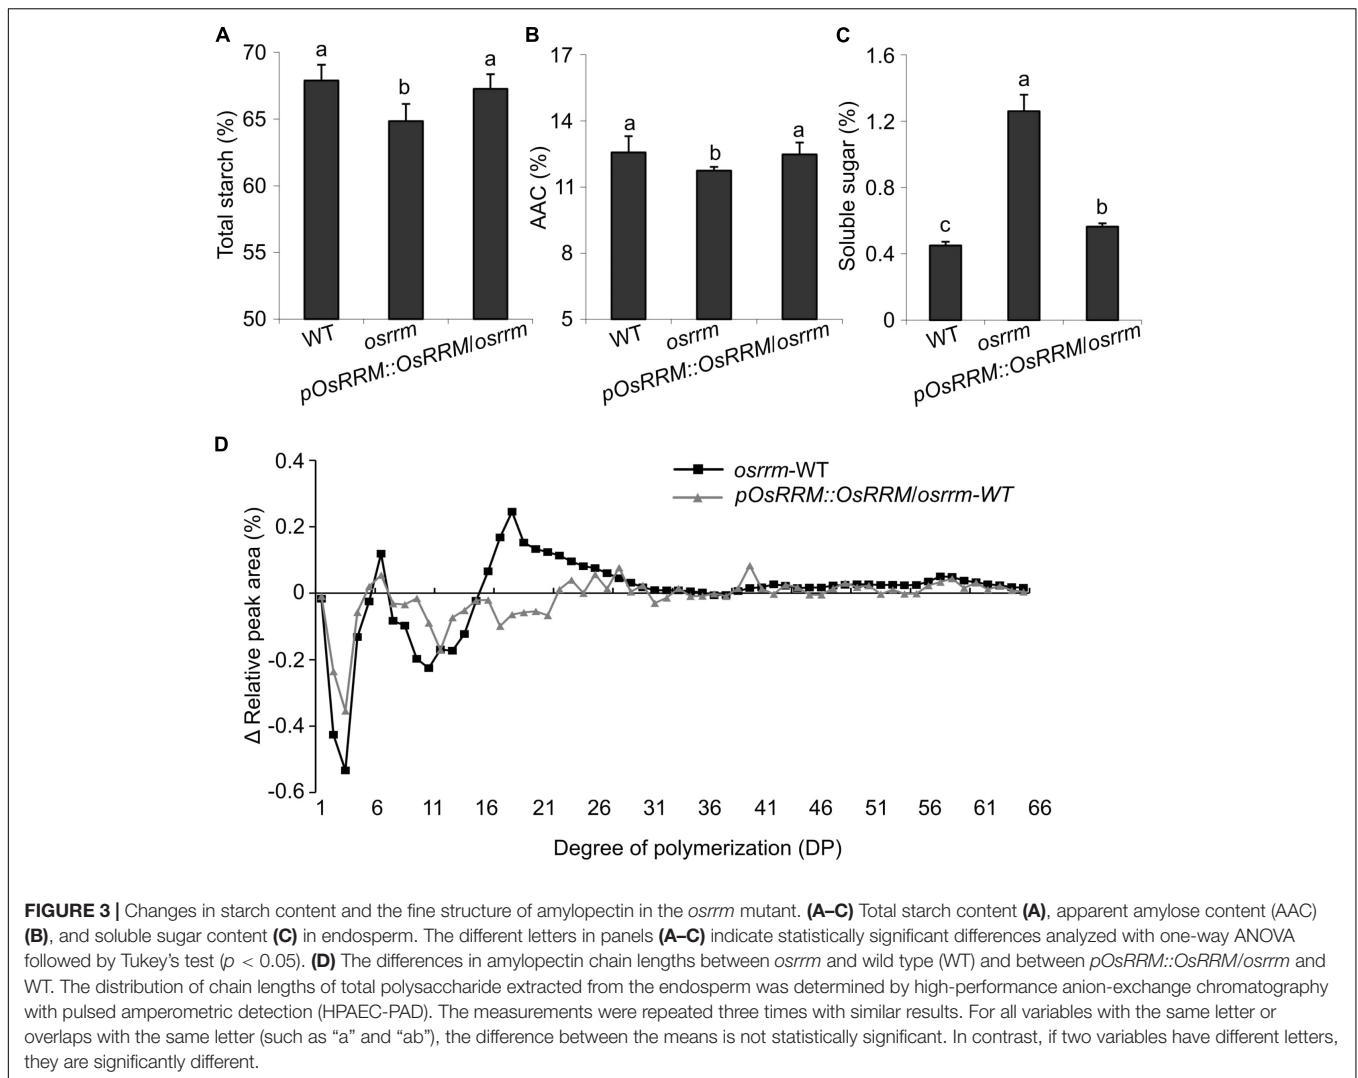 A
B
C
70
65
60
55
50
Total starch (%)
a
b
a
WT
osrrm
pOsRRM::OsRRM/osrrm
17
14
11
8
5
AAC (%)
a
b
a
WT
osrrm
pOsRRM::OsRRM/osrrm
1.6
1.2
0.8
0.4
0
Soluble sugar (%)
c
a
b
WT
osrrm
pOsRRM::OsRRM/osrrm
D
0.4
0.2
0
-0.2
-0.4
-0.6
Δ Relative peak area (%)
osrrm-WT
pOsRRM::OsRRM/osrrm-WT
1 6 11 16 21 26 31 36 41 46 51 56 61 66
Degree of polymerization (DP)
FIGURE 3 | Changes in starch content and the fine structure of amylopectin in the osrrm mutant. (A–C) Total starch content (A), apparent amylose content (AAC)
(B), and soluble sugar content (C) in endosperm. The different letters in panels (A–C) indicate statistically significant differences analyzed with one-way ANOVA
followed by Tukey's test (p < 0.05). (D) The differences in amylopectin chain lengths between osrrm and wild type (WT) and between pOsRRM::OsRRM/osrrm and
WT. The distribution of chain lengths of total polysaccharide extracted from the endosperm was determined by high-performance anion-exchange chromatography
with pulsed amperometric detection (HPAEC-PAD). The measurements were repeated three times with similar results. For all variables with the same letter or
overlaps with the same letter (such as “a” and “ab”), the difference between the means is not statistically significant. In contrast, if two variables have different letters,
they are significantly different.